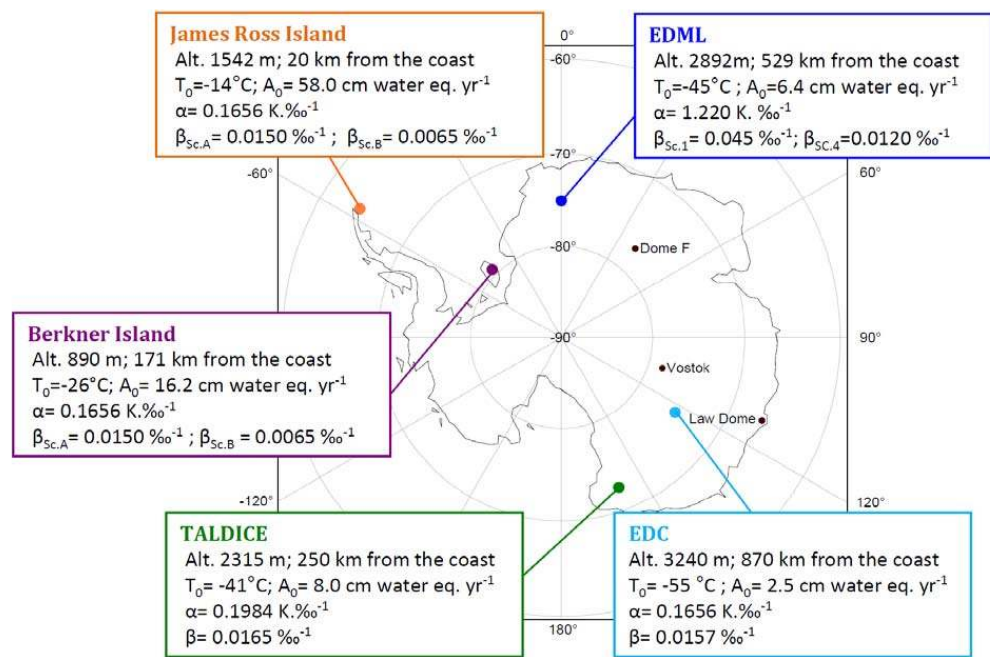 James Ross Island
Alt. 1542 m; 20 km from the coast
T₀=-14°C; A₀= 58.0 cm water eq. yr⁻¹
α= 0.1656 K.‰⁻¹
β_Sc.A = 0.0150 ‰⁻¹ ; β_Sc.B = 0.0065 ‰⁻¹
EDML
Alt. 2892m; 529 km from the coast
T₀=-45°C ; A₀=6.4 cm water eq. yr⁻¹
α= 1.220 K. ‰⁻¹
β_SC.1 = 0.045 ‰⁻¹; β_SC.4=0.0120 ‰⁻¹
0°
-60°
-70°
-60°
60°
-80°
Dome F
-90°
90°
Vostok
Law Dome
Berkner Island
Alt. 890 m; 171 km from the coast
T₀=-26°C; A₀= 16.2 cm water eq. yr⁻¹
α= 0.1656 K.‰⁻¹
β_Sc.A= 0.0150 ‰⁻¹ ; β_Sc.B = 0.0065 ‰⁻¹
-120°
120°
TALDICE
Alt. 2315 m; 250 km from the coast
T₀= -41°C; A₀= 8.0 cm water eq. yr⁻¹
α= 0.1984 K.‰⁻¹
β= 0.0165 ‰⁻¹
EDC
Alt. 3240 m; 870 km from the coast
T₀= -55 °C ; A₀= 2.5 cm water eq. yr⁻¹
α= 0.1656 K.‰⁻¹
β= 0.0157 ‰⁻¹
180°